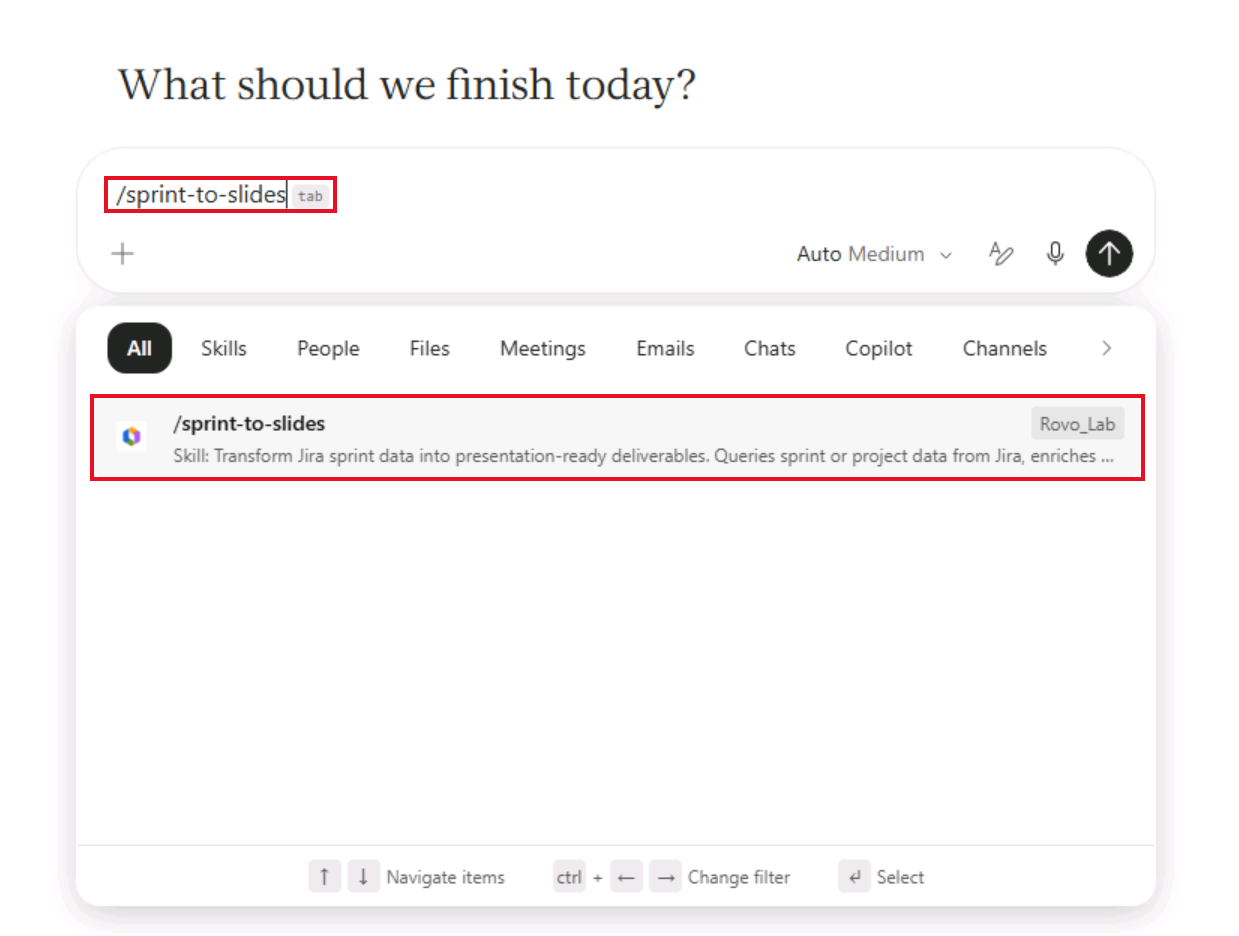 What should we finish today?
/sprint-to-slides tab
Auto Medium
All Skills People Files Meetings Emails Chats Copilot Channels
/sprint-to-slides Rovo_Lab
Skill: Transform Jira sprint data into presentation-ready deliverables. Queries sprint or project data from Jira, enriches ...
↑ ↓ Navigate items ctrl + ← → Change filter ↵ Select